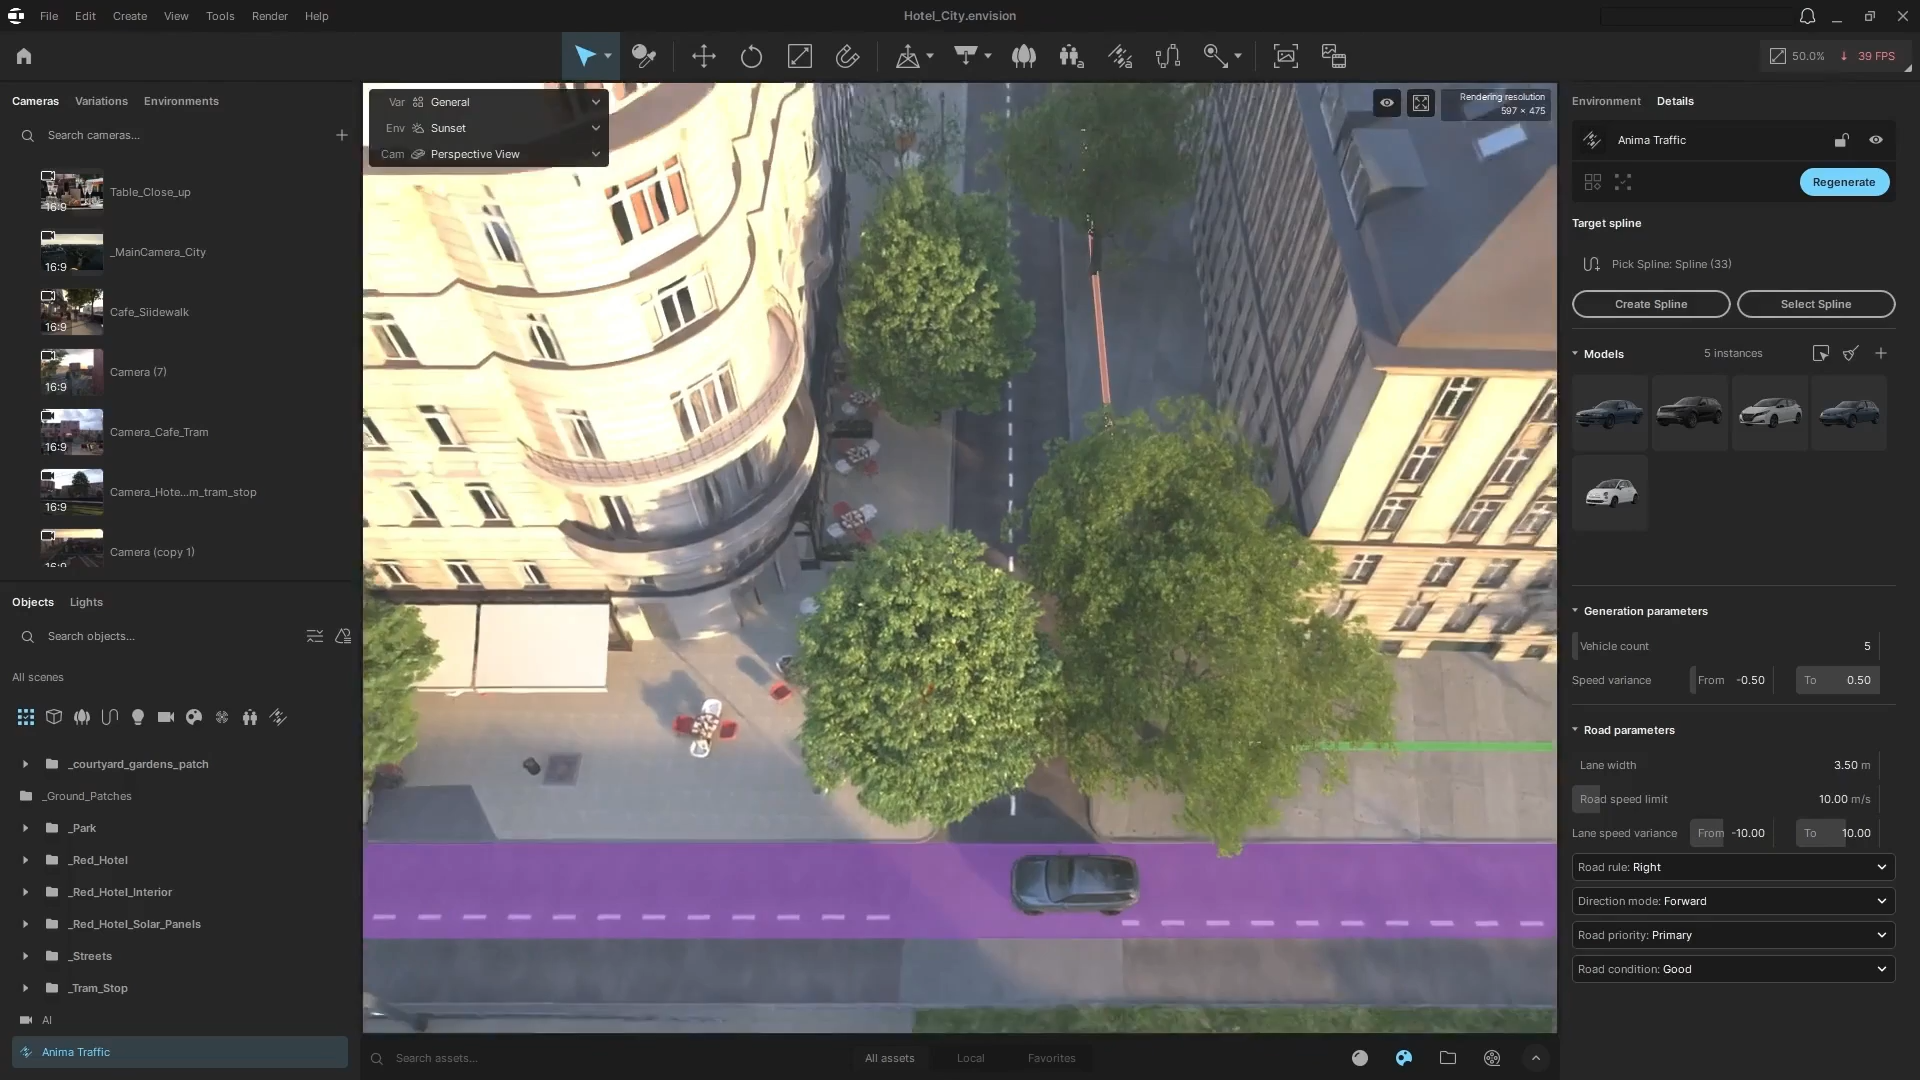 File Edit Create View Tools Render Help
Hotel_City.envision
50.0%
39 FPS
Cameras Variations Environments
Search cameras...
16:9 Table_Close_up
16:9 _MainCamera_City
16:9 Cafe_Siidewalk
16:9 Camera (7)
16:9 Camera_Cafe_Tram
16:9 Camera_Hote...m_tram_stop
16:9 Camera (copy 1)
Objects Lights
Search objects...
All scenes
_courtyard_gardens_patch
_Ground_Patches
_Park
_Red_Hotel
_Red_Hotel_Interior
_Red_Hotel_Solar_Panels
_Streets
_Tram_Stop
AI
Anima Traffic
Var General
Env Sunset
Cam Perspective View
Rendering resolution
597 × 475
Search assets...
All assets Local Favorites
Environment Details
Anima Traffic
Regenerate
Target spline
Pick Spline: Spline (33)
Create Spline Select Spline
Models 5 instances
Generation parameters
Vehicle count 5
Speed variance From -0.50 To 0.50
Road parameters
Lane width 3.50 m
Road speed limit 10.00 m/s
Lane speed variance From -10.00 To 10.00
Road rule: Right
Direction mode: Forward
Road priority: Primary
Road condition: Good